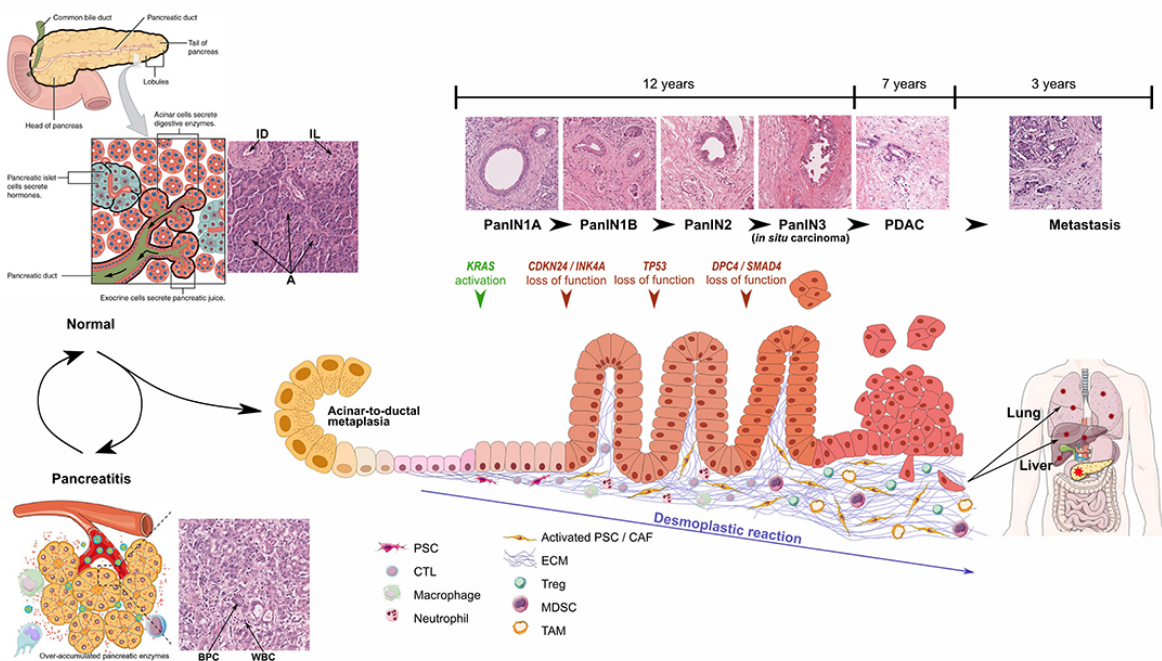 Common bile duct
Pancreatic duct
Tail of
pancreas
Lobules
Head of pancreas
Acinar cells secrete
digestive enzymes.
Pancreatic islet
cells secrete
hormones.
Pancreatic duct
Exocrine cells secrete pancreatic juice.
ID
IL
A
12 years
7 years
3 years
PanIN1A
PanIN1B
PanIN2
PanIN3
(in situ carcinoma)
PDAC
Metastasis
KRAS
activation
CDKN24 / INK4A
loss of function
TP53
loss of function
DPC4 / SMAD4
loss of function
Normal
Pancreatitis
Acinar-to-ductal
metaplasia
Lung
Liver
Desmoplastic reaction
PSC
CTL
Macrophage
Neutrophil
Activated PSC / CAF
ECM
Treg
MDSC
TAM
Over-accumulated pancreatic enzymes
BPC
WBC